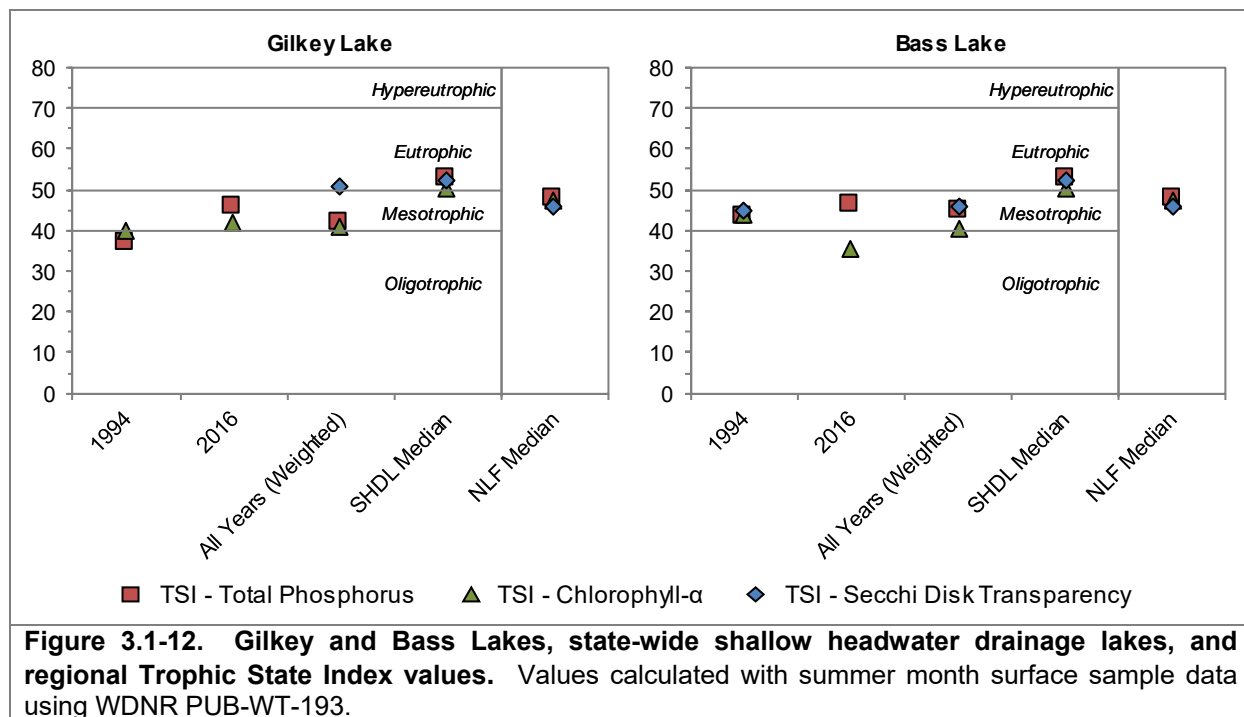 Gilkey Lake
80
70
60
50
40
30
20
10
0
Hypereutrophic
Eutrophic
Mesotrophic
Oligotrophic
1994
2016
All Years (Weighted)
SHDL Median
NLF Median
Bass Lake
80
70
60
50
40
30
20
10
0
Hypereutrophic
Eutrophic
Mesotrophic
Oligotrophic
1994
2016
All Years (Weighted)
SHDL Median
NLF Median
TSI - Total Phosphorus TSI - Chlorophyll-α TSI - Secchi Disk Transparency
Figure 3.1-12. Gilkey and Bass Lakes, state-wide shallow headwater drainage lakes, and
regional Trophic State Index values. Values calculated with summer month surface sample data
using WDNR PUB-WT-193.